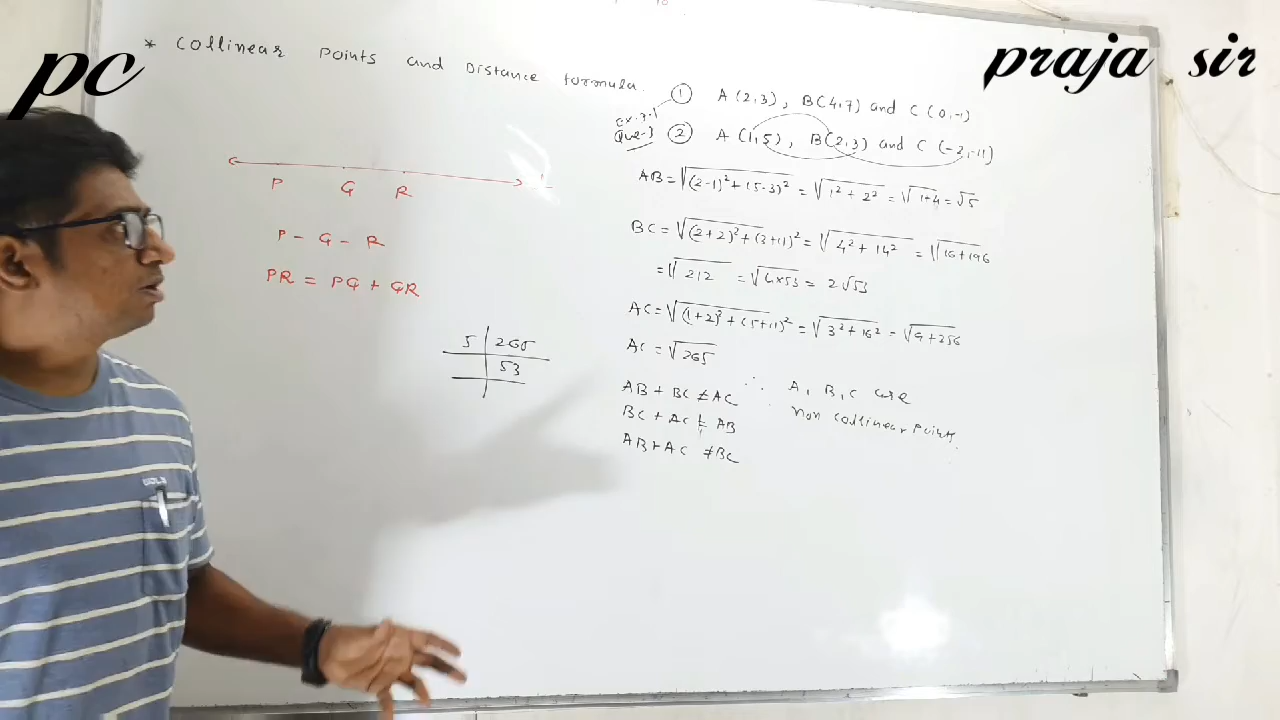 pc
praja sir
* Collinear Points and Distance formula.
P Q R
P - Q - R
PR = PQ + QR
5 | 265
53
① A(2,3), B(4,7) and C(0,-1)
Ex.7.1
Que-3
② A(1,5), B(2,3) and C(-2,-11)
AB=√(2-1)²+(5-3)² = √1²+2² = √1+4 = √5
BC=√(2+2)²+(3+11)² = √4²+14² = √16+196
=√212 = √4×53 = 2√53
AC=√(1+2)²+(5+11)² = √3²+16² = √9+256
AC=√265
AB + BC ≠ AC
BC + AC ≠ AB
AB+AC ≠ BC
∴ A, B, C are
non collinear points.